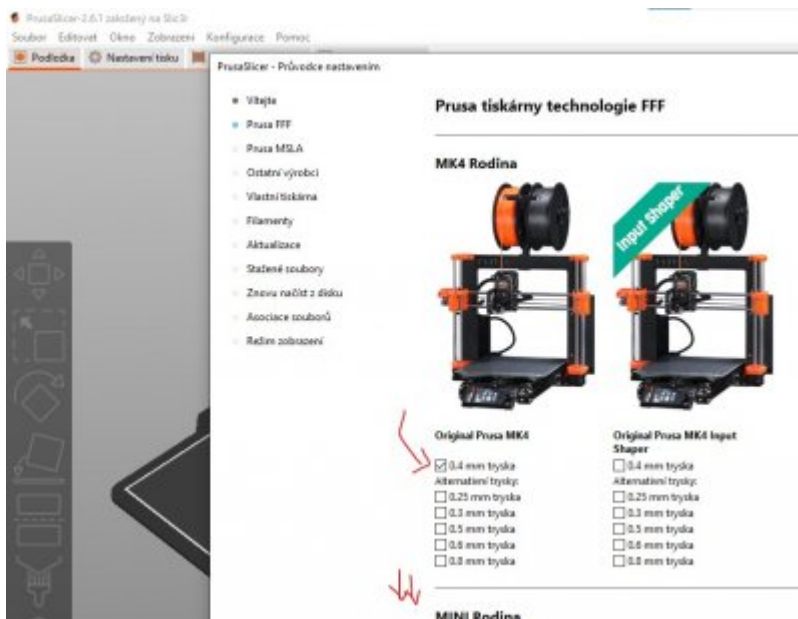 PrusaSlicer-2.6.1 založený na Slic3r
Soubor Editovat Okno Zobrazení Konfigurace Pomoc
Podložka Nastavení tisku
PrusaSlicer - Průvodce nastavením
Vítejte
Prusa FFF
Prusa MSLA
Ostatní výrobci
Vlastní tiskárna
Filamenty
Aktualizace
Stažené soubory
Znovu načíst z disku
Asociace souborů
Režim zobrazení
Prusa tiskárny technologie FFF
MK4 Rodina
Input shaper
Original Prusa MK4
0.4 mm tryska
Alternativní trysky:
0.25 mm tryska
0.3 mm tryska
0.5 mm tryska
0.6 mm tryska
0.8 mm tryska
Original Prusa MK4 Input
Shaper
0.4 mm tryska
Alternativní trysky:
0.25 mm tryska
0.3 mm tryska
0.5 mm tryska
0.6 mm tryska
0.8 mm tryska
MINI Rodina